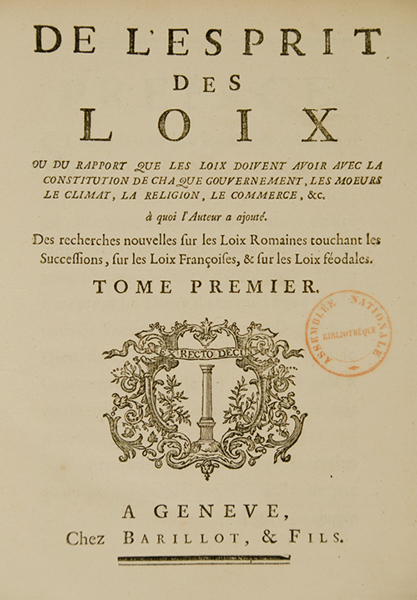 DE L'ESPRIT
DES
LOIX
OU DU RAPPORT QUE LES LOIX DOIVENT AVOIR AVEC LA
CONSTITUTION DE CHAQUE GOUVERNEMENT, LES MOEURS
LE CLIMAT, LA RELIGION, LE COMMERCE, &c.
à quoi l'Auteur a ajouté.
Des recherches nouvelles ſur les Loix Romaines touchant les
Succeſſions, ſur les Loix Françoiſes, & ſur les Loix féodales.
TOME PREMIER.
RECTO DEC
ASSEMBLÉE NATIONALE
BIBLIOTHÈQUE
A GENEVE,
Chez BARILLOT, & FILS.